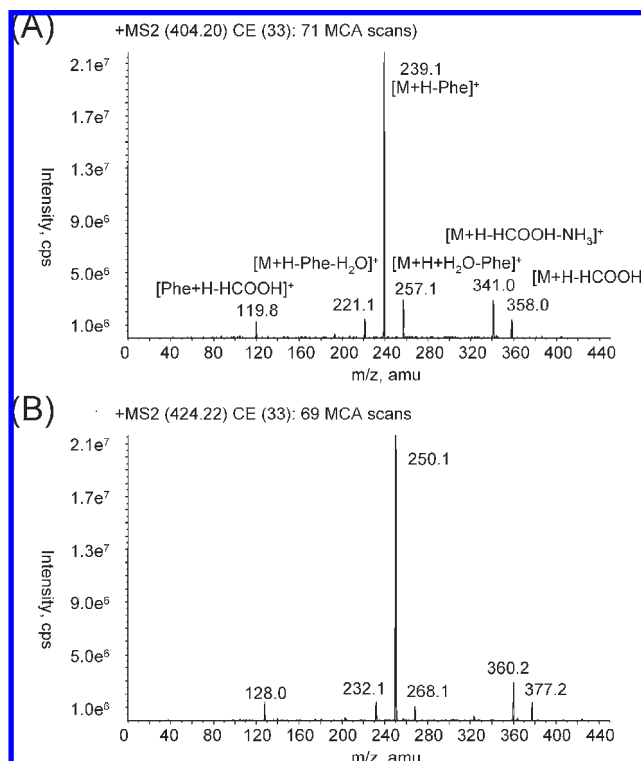 (A)
+MS2 (404.20) CE (33): 71 MCA scans)
2.1e⁷
1.7e⁷
1.3e⁷
9.0e⁶
5.0e⁶
1.0e⁶
Intensity, cps
239.1
[M+H-Phe]⁺
[M+H-HCOOH-NH₃]⁺
[M+H-Phe-H₂O]⁺ [M+H+H₂O-Phe]⁺ 341.0 [M+H-HCOOH
[Phe+H-HCOOH]⁺ 257.1
119.8 221.1 358.0
0 40 80 120 160 200 240 280 320 360 400 440
m/z, amu
(B)
+MS2 (424.22) CE (33): 69 MCA scans
2.1e⁷
1.7e⁷
1.3e⁷
9.0e⁶
5.0e⁶
1.0e⁶
Intensity, cps
250.1
360.2
128.0 232.1 268.1 377.2
0 40 80 120 160 200 240 280 320 360 400 440
m/z, amu